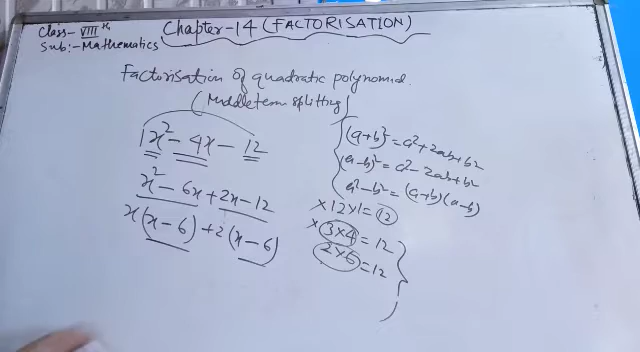 Class- VIIIth
Sub:- Mathematics
Chapter-14 (FACTORISATION)
Factorisation of quadratic polynomial.
(Middle term splitting)
1x² - 4x - 12
x² - 6x + 2x - 12
x(x - 6) + 2(x - 6)
(a+b)² = a² + 2ab + b²
(a-b)² = a² - 2ab + b²
a² - b² = (a+b)(a-b)
× 12 × 1 = 12
× 3 × 4 = 12
2 × 6 = 12